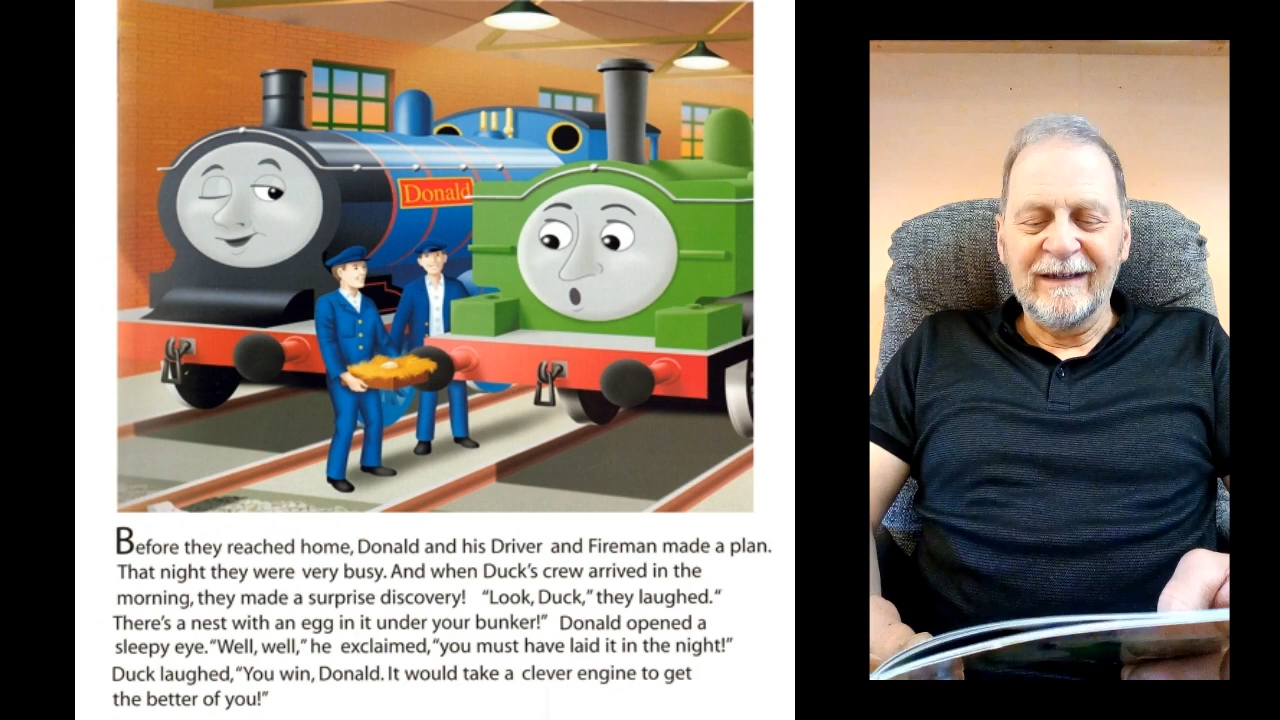 Donald
Before they reached home, Donald and his Driver and Fireman made a plan.
That night they were very busy. And when Duck's crew arrived in the
morning, they made a surprise discovery! "Look, Duck," they laughed."
There's a nest with an egg in it under your bunker!" Donald opened a
sleepy eye. "Well, well," he exclaimed, "you must have laid it in the night!"
Duck laughed, "You win, Donald. It would take a clever engine to get
the better of you!"